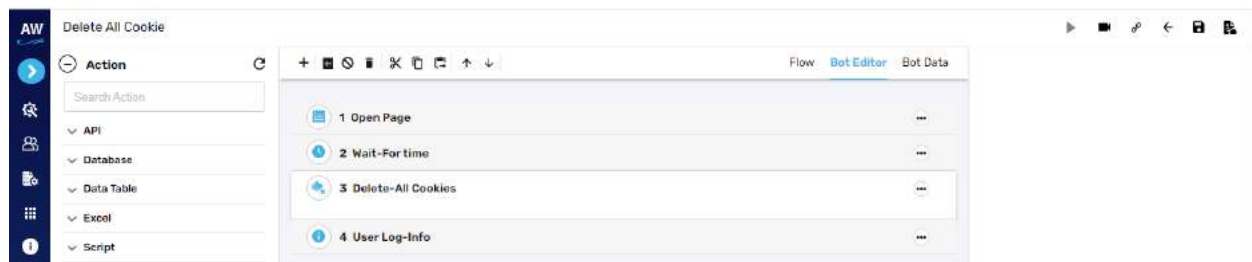 AW
Delete All Cookie
Action
Search Action
API
Database
Data Table
Excel
Script
Flow Bot Editor Bot Data
1 Open Page
2 Wait-For time
3 Delete-All Cookies
4 User Log-Info